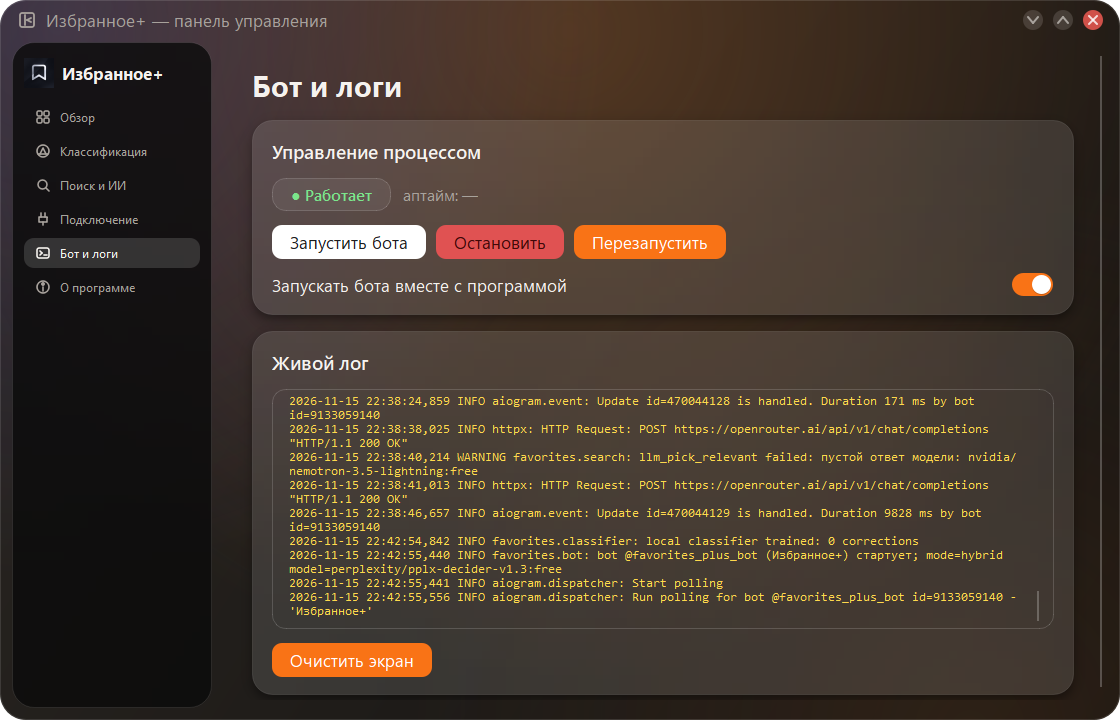 Избранное+ — панель управления
Избранное+
Обзор
Классификация
Поиск и ИИ
Подключение
Бот и логи
О программе
Бот и логи
Управление процессом
● Работает аптайм: —
Запустить бота Остановить Перезапустить
Запускать бота вместе с программой
Живой лог
2026-11-15 22:38:24,859 INFO aiogram.event: Update id=470044128 is handled. Duration 171 ms by bot
id=9133059140
2026-11-15 22:38:38,025 INFO httpx: HTTP Request: POST https://openrouter.ai/api/v1/chat/completions
"HTTP/1.1 200 OK"
2026-11-15 22:38:40,214 WARNING favorites.search: llm_pick_relevant failed: пустой ответ модели: nvidia/
nemotron-3.5-lightning:free
2026-11-15 22:38:41,013 INFO httpx: HTTP Request: POST https://openrouter.ai/api/v1/chat/completions
"HTTP/1.1 200 OK"
2026-11-15 22:38:46,657 INFO aiogram.event: Update id=470044129 is handled. Duration 9828 ms by bot
id=9133059140
2026-11-15 22:42:54,842 INFO favorites.classifier: local classifier trained: 0 corrections
2026-11-15 22:42:55,440 INFO favorites.bot: bot @favorites_plus_bot (Избранное+) стартует; mode=hybrid
model=perplexity/pplx-decider-v1.3:free
2026-11-15 22:42:55,441 INFO aiogram.dispatcher: Start polling
2026-11-15 22:42:55,556 INFO aiogram.dispatcher: Run polling for bot @favorites_plus_bot id=9133059140 -
'Избранное+'
Очистить экран